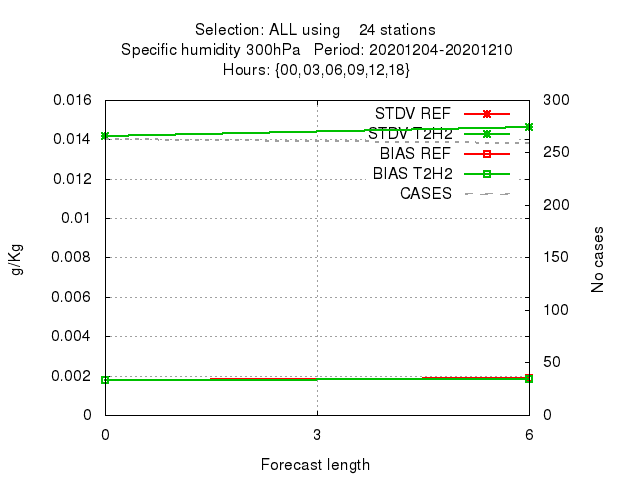 Selection: ALL using 24 stations
Specific humidity 300hPa Period: 20201204-20201210
Hours: {00,03,06,09,12,18}
0.016
0.014
0.012
0.01
0.008
0.006
0.004
0.002
0
300
250
200
150
100
50
0
STDV REF
STDV T2H2
BIAS REF
BIAS T2H2
CASES
g/Kg
No cases
0 3 6
Forecast length